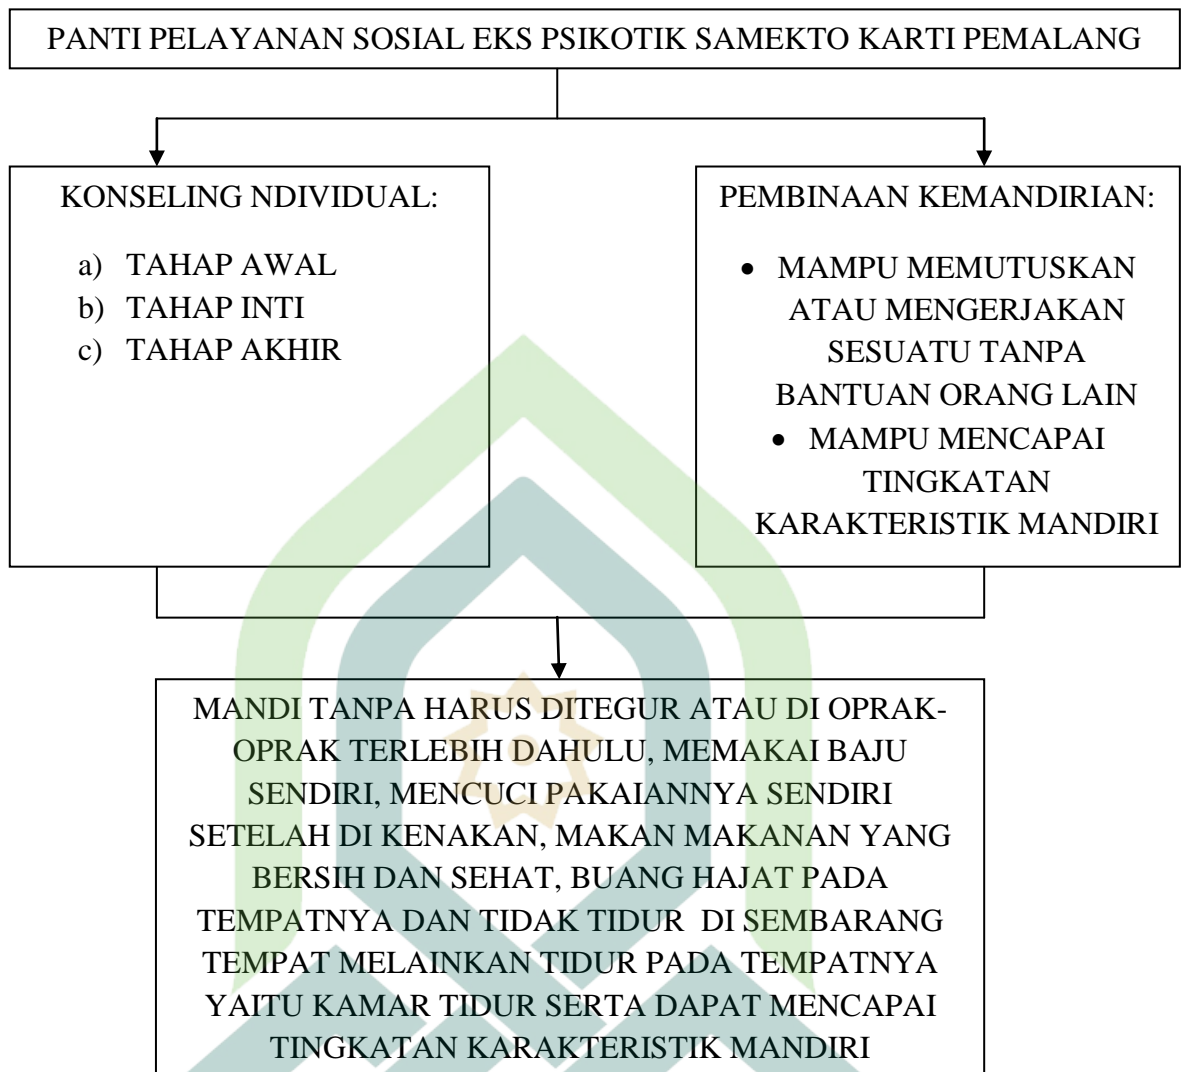 PANTI PELAYANAN SOSIAL EKS PSIKOTIK SAMEKTO KARTI PEMALANG
KONSELING NDIVIDUAL:
a) TAHAP AWAL
b) TAHAP INTI
c) TAHAP AKHIR
PEMBINAAN KEMANDIRIAN:
• MAMPU MEMUTUSKAN
ATAU MENGERJAKAN
SESUATU TANPA
BANTUAN ORANG LAIN
• MAMPU MENCAPAI
TINGKATAN
KARAKTERISTIK MANDIRI
MANDI TANPA HARUS DITEGUR ATAU DI OPRAK-
OPRAK TERLEBIH DAHULU, MEMAKAI BAJU
SENDIRI, MENCUCI PAKAIANNYA SENDIRI
SETELAH DI KENAKAN, MAKAN MAKANAN YANG
BERSIH DAN SEHAT, BUANG HAJAT PADA
TEMPATNYA DAN TIDAK TIDUR  DI SEMBARANG
TEMPAT MELAINKAN TIDUR PADA TEMPATNYA
YAITU KAMAR TIDUR SERTA DAPAT MENCAPAI
TINGKATAN KARAKTERISTIK MANDIRI